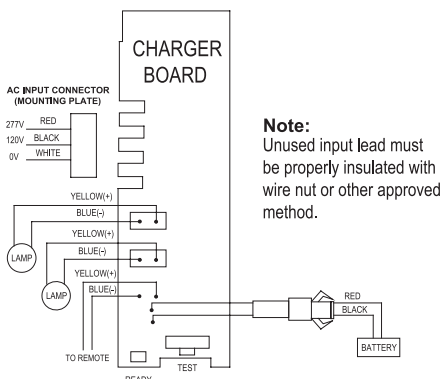 CHARGER
BOARD
AC INPUT CONNECTOR
(MOUNTING PLATE)
277V RED
120V BLACK
0V WHITE
Note:
Unused input lead must
be properly insulated with
wire nut or other approved
method.
YELLOW(+)
BLUE(-)
YELLOW(+)
LAMP
BLUE(-)
YELLOW(+)
LAMP
BLUE(-)
RED
BLACK
BATTERY
TO REMOTE
TEST
READY